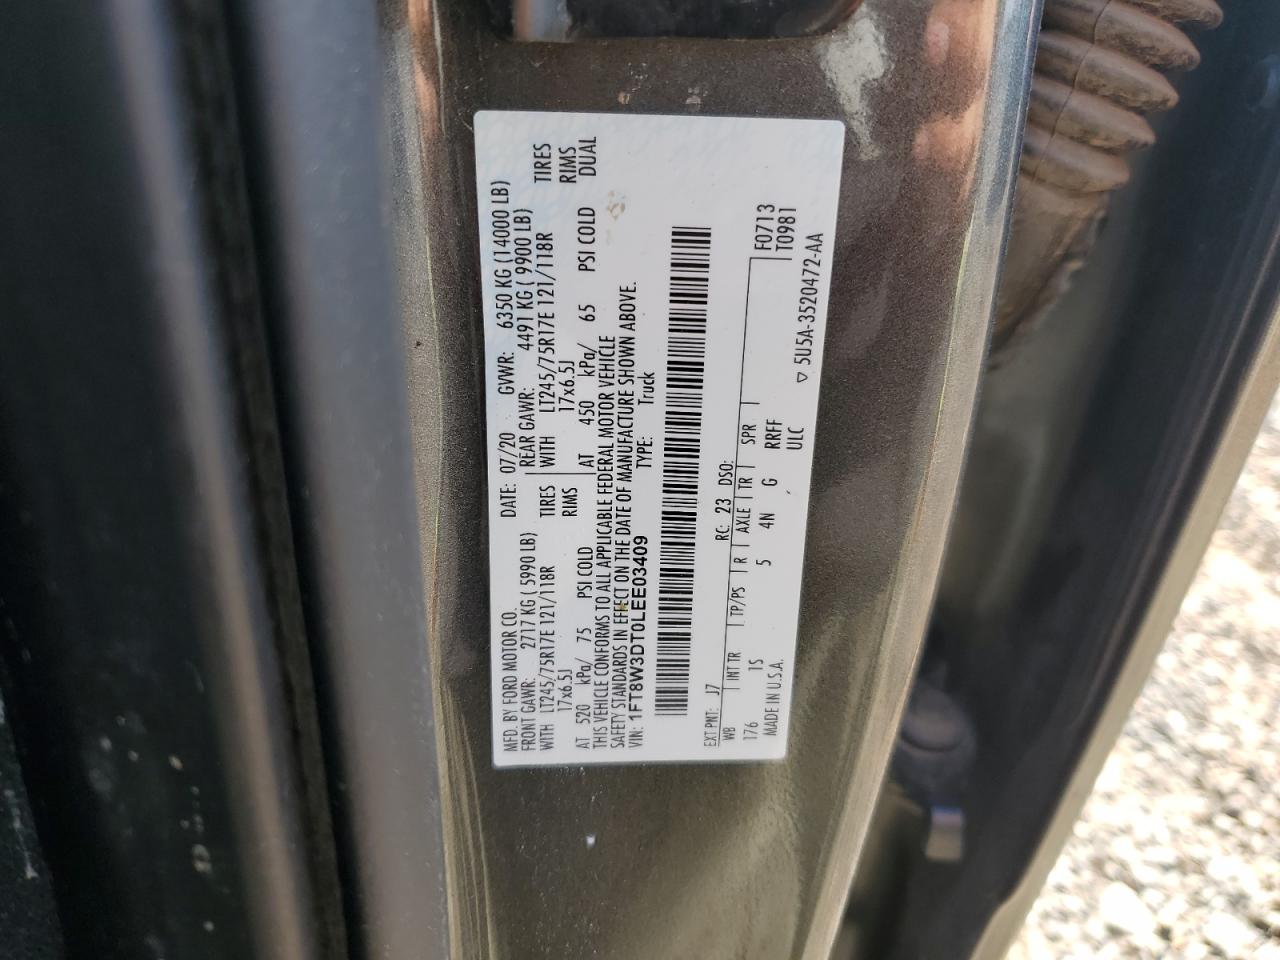 MFD. BY FORD MOTOR CO.
DATE: 07/20 GVWR: 6350 KG (14000 LB)
FRONT GAWR: 2717 KG ( 5990 LB) REAR GAWR: 4491 KG ( 9900 LB)
WITH LT245/75R17E 121/118R TIRES WITH LT245/75R17E 121/118R TIRES
17x6.5J RIMS 17x6.5J RIMS
AT 520 kPa/ 75 PSI COLD AT 450 kPa/ 65 PSI COLD DUAL
THIS VEHICLE CONFORMS TO ALL APPLICABLE FEDERAL MOTOR VEHICLE
SAFETY STANDARDS IN EFFECT ON THE DATE OF MANUFACTURE SHOWN ABOVE.
VIN: 1FT8W3DT0LEE03409 TYPE: Truck
EXT PNT: J7 RC: 23 DSO:
WB INT TR TP/PS R AXLE TR SPR F0713
176 1S 5 4N G RRFF T0981
MADE IN U.S.A. ULC ▽ 5U5A-3520472-AA